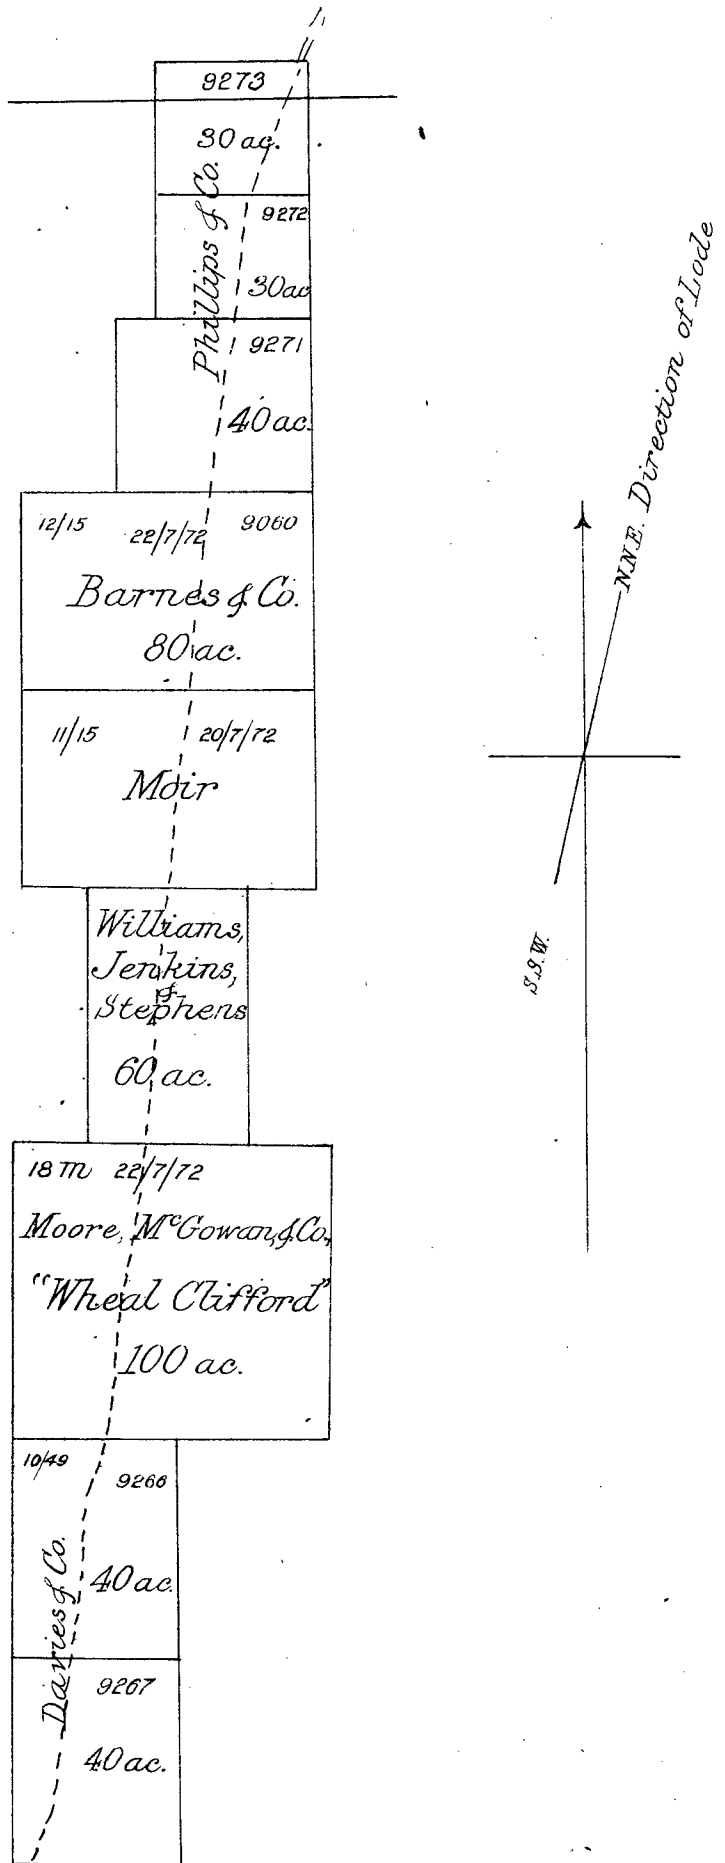 9273
30 ac.
Phillips & Co.
9272
30 ac
9271
40 ac.
12/15 22/7/72 9060
Barnes & Co.
80 ac.
11/15 20/7/72
Moir
Williams,
Jenkins,
&
Stephens
60 ac.
18 m 22/7/72
Moore, McGowan, & Co.,
"Wheal Clifford"
100 ac.
10/49
9266
40 ac.
Davies & Co.
9267
40 ac.
N.N.E. Direction of Lode
S.S.W.